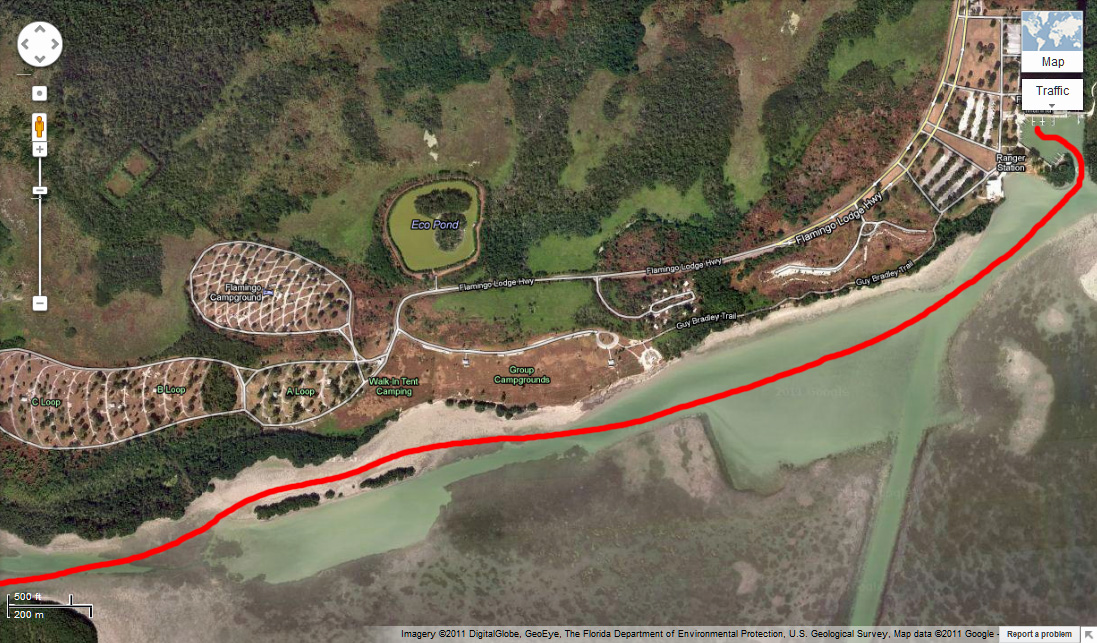 Map
Traffic
Ranger
Station
Eco Pond
Flamingo Lodge Hwy
Flamingo Lodge Hwy
Guy Bradley Trail
Flamingo
Campground
Flamingo Lodge Hwy
Guy Bradley Trail
Group
Campgrounds
Walk-In Tent
Camping
A Loop
B Loop
C Loop
500 ft
200 m
Imagery ©2011 DigitalGlobe, GeoEye, The Florida Department of Environmental Protection, U.S. Geological Survey, Map data ©2011 Google -
Report a problem